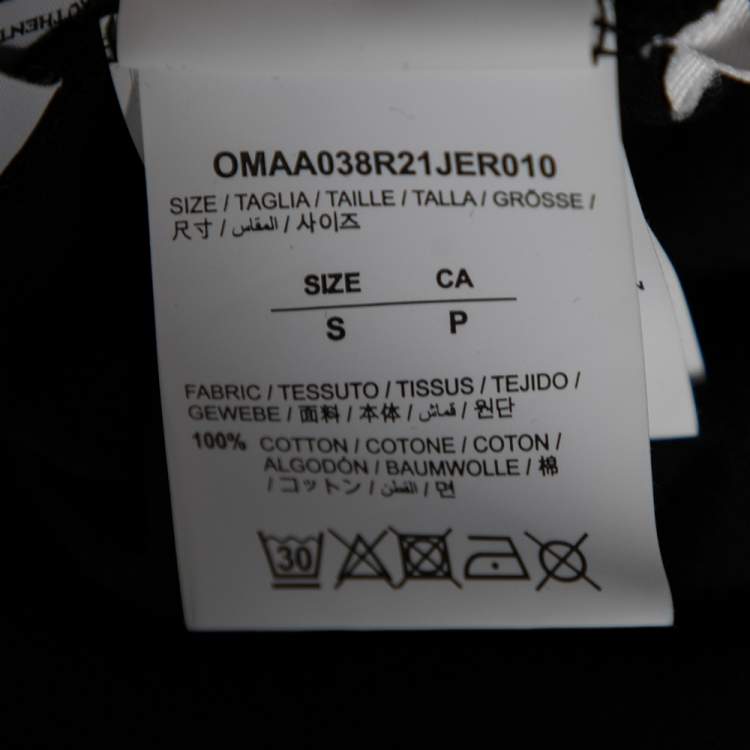 AUTHENT
OMAA038R21JER010
SIZE / TAGLIA / TAILLE / TALLA / GRÖSSE /
尺寸 / المقاس / 사이즈
SIZE CA
S P
FABRIC / TESSUTO / TISSUS / TEJIDO /
GEWEBE / 面料 / 本体 / قماش / 원단
100% COTTON / COTONE / COTON /
ALGODÓN / BAUMWOLLE / 棉
/ コットン / القطن / 면
30